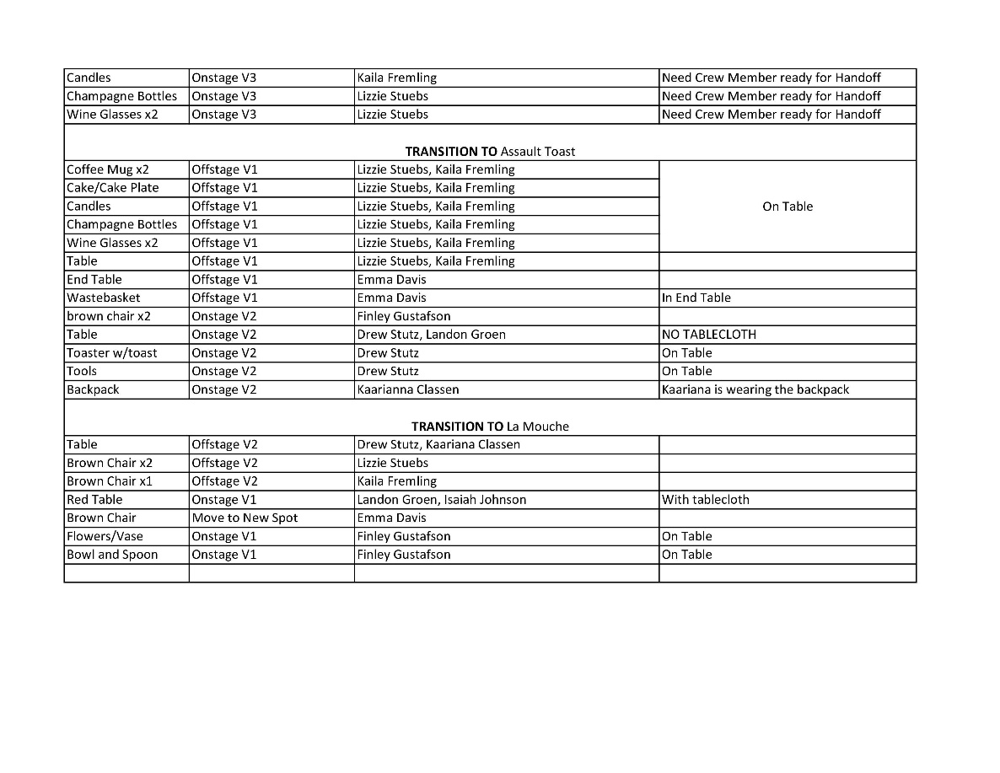 Candles Onstage V3 Kaila Fremling Need Crew Member ready for Handoff
Champagne Bottles Onstage V3 Lizzie Stuebs Need Crew Member ready for Handoff
Wine Glasses x2 Onstage V3 Lizzie Stuebs Need Crew Member ready for Handoff
TRANSITION TO Assault Toast
Coffee Mug x2 Offstage V1 Lizzie Stuebs, Kaila Fremling
Cake/Cake Plate Offstage V1 Lizzie Stuebs, Kaila Fremling
Candles Offstage V1 Lizzie Stuebs, Kaila Fremling On Table
Champagne Bottles Offstage V1 Lizzie Stuebs, Kaila Fremling
Wine Glasses x2 Offstage V1 Lizzie Stuebs, Kaila Fremling
Table Offstage V1 Lizzie Stuebs, Kaila Fremling
End Table Offstage V1 Emma Davis
Wastebasket Offstage V1 Emma Davis In End Table
brown chair x2 Onstage V2 Finley Gustafson
Table Onstage V2 Drew Stutz, Landon Groen NO TABLECLOTH
Toaster w/toast Onstage V2 Drew Stutz On Table
Tools Onstage V2 Drew Stutz On Table
Backpack Onstage V2 Kaarianna Classen Kaariana is wearing the backpack
TRANSITION TO La Mouche
Table Offstage V2 Drew Stutz, Kaariana Classen
Brown Chair x2 Offstage V2 Lizzie Stuebs
Brown Chair x1 Offstage V2 Kaila Fremling
Red Table Onstage V1 Landon Groen, Isaiah Johnson With tablecloth
Brown Chair Move to New Spot Emma Davis
Flowers/Vase Onstage V1 Finley Gustafson On Table
Bowl and Spoon Onstage V1 Finley Gustafson On Table